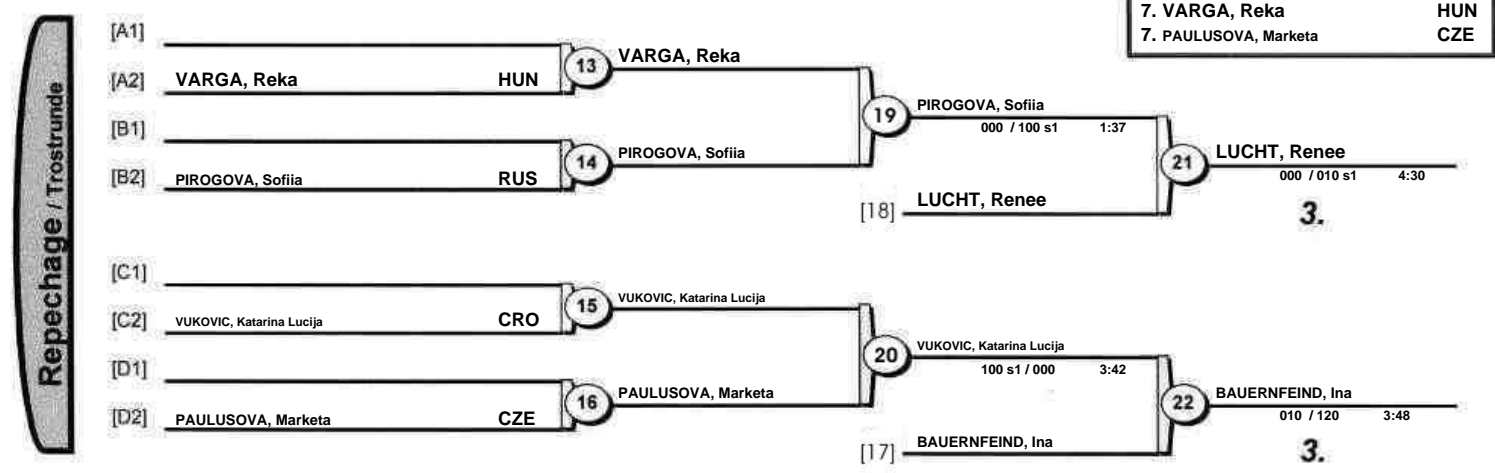 7. VARGA, Reka HUN
7. PAULUSOVA, Marketa CZE
Repechage / Trostrunde
[A1]
[A2] VARGA, Reka HUN
13 VARGA, Reka
[B1]
[B2] PIROGOVA, Sofiia RUS
14 PIROGOVA, Sofiia
19 PIROGOVA, Sofiia
000 / 100 s1 1:37
[18] LUCHT, Renee
21 LUCHT, Renee
000 / 010 s1 4:30
3.
[C1]
[C2] VUKOVIC, Katarina Lucija CRO
15 VUKOVIC, Katarina Lucija
[D1]
[D2] PAULUSOVA, Marketa CZE
16 PAULUSOVA, Marketa
20 VUKOVIC, Katarina Lucija
100 s1 / 000 3:42
[17] BAUERNFEIND, Ina
22 BAUERNFEIND, Ina
010 / 120 3:48
3.